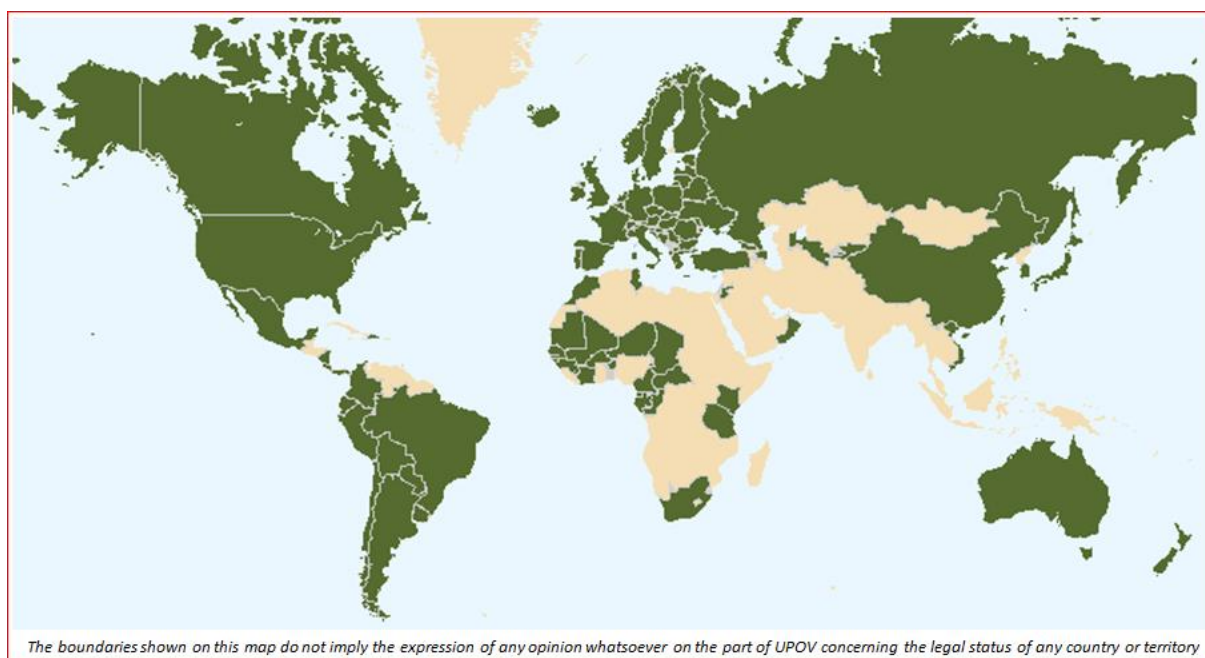 The boundaries shown on this map do not imply the expression of any opinion whatsoever on the part of UPOV concerning the legal status of any country or territory